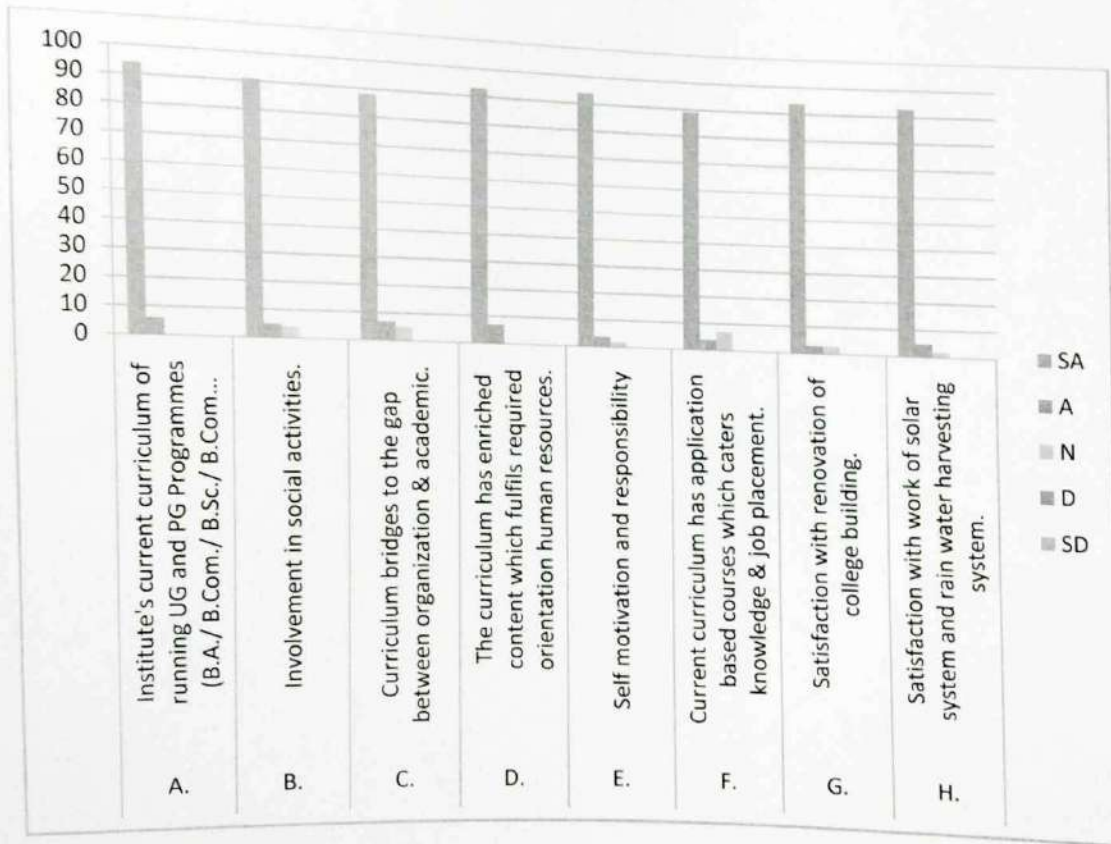 100
90
80
70
60
50
40
30
20
10
0
Institute's current curriculum of
running UG and PG Programmes
(B.A./ B.Com./ B.Sc./ B.Com...
A.
Involvement in social activities.
B.
Curriculum bridges to the gap
between organization & academic.
C.
The curriculum has enriched
content which fulfils required
orientation human resources.
D.
Self motivation and responsibility
E.
Current curriculum has application
based courses which caters
knowledge & job placement.
F.
Satisfaction with renovation of
college building.
G.
Satisfaction with work of solar
system and rain water harvesting
system.
H.
SA
A
N
D
SD